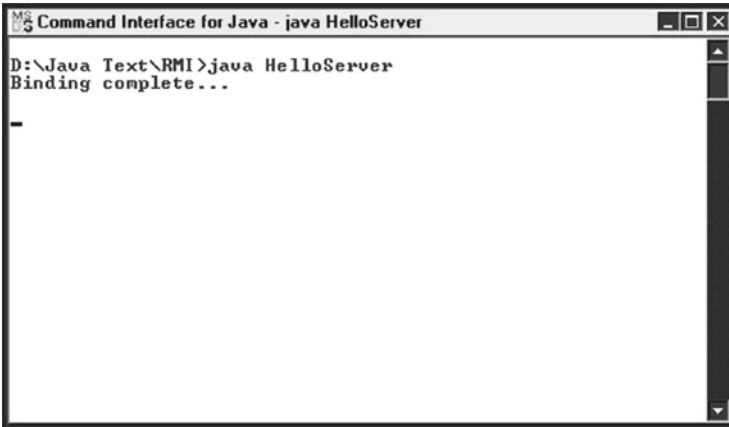 Command Interface for Java - java HelloServer
D:\Java Text\RMI>java HelloServer
Binding complete...